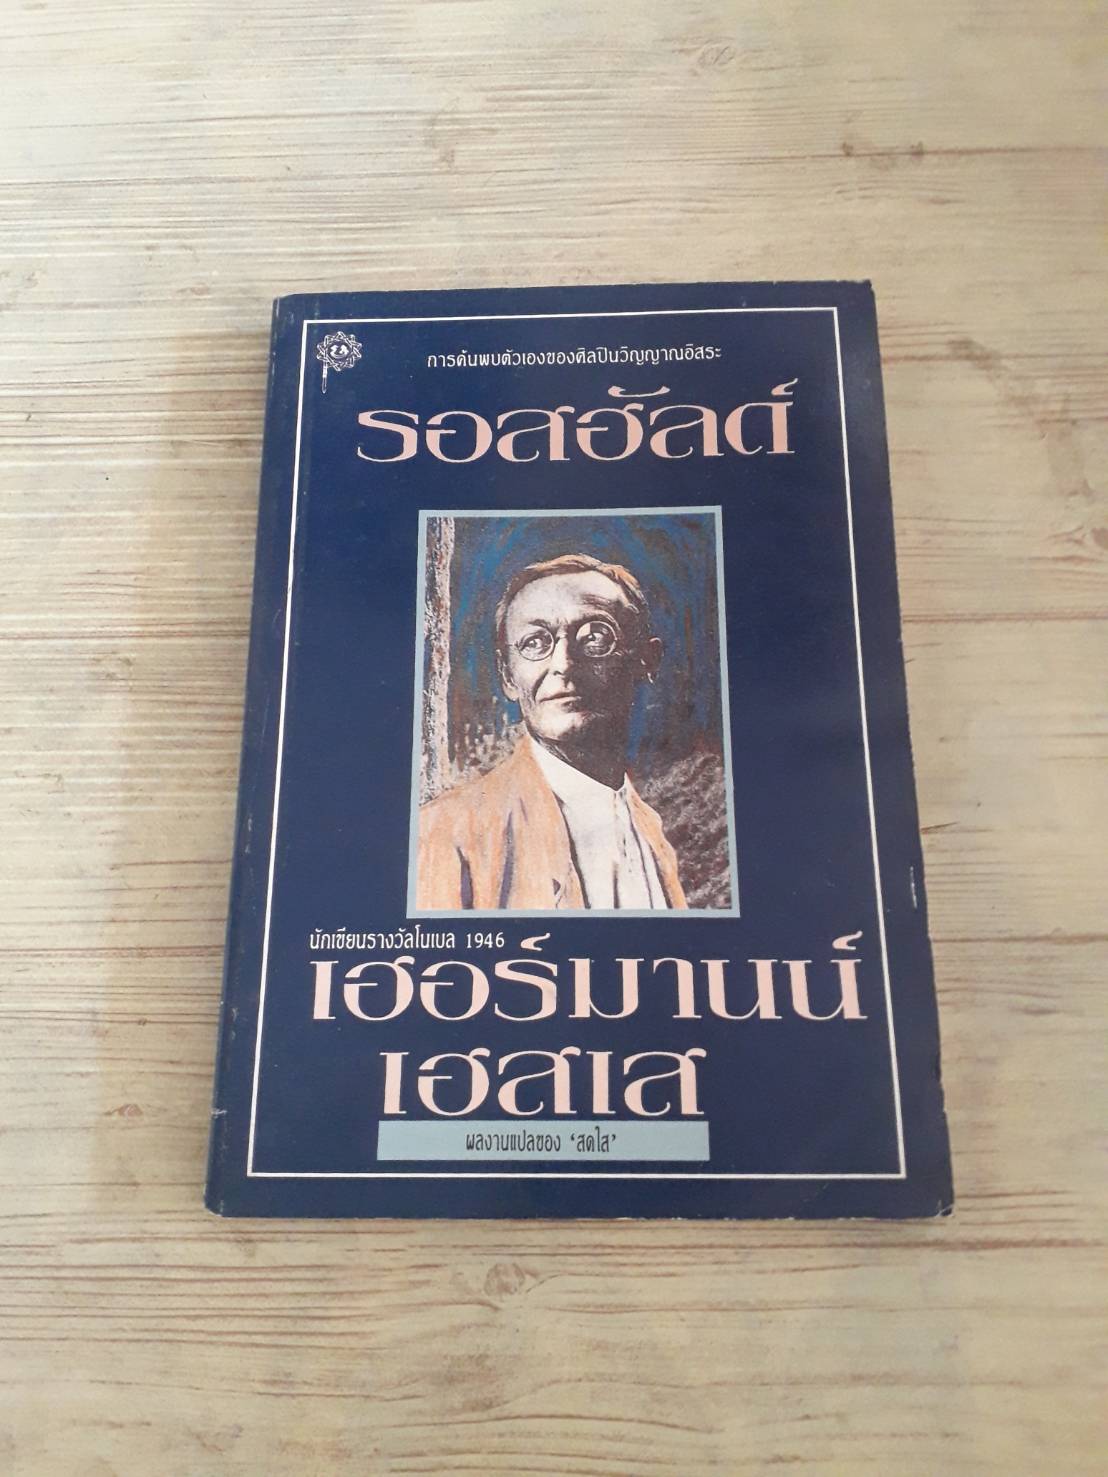 การค้นพบตัวเองของศิลปินวิญญาณอิสระ
รอสฮัลด์
นักเขียนรางวัลโนเบล 1946
เฮอร์มานน์
เฮสเส
ผลงานแปลของ ‘สดใส’